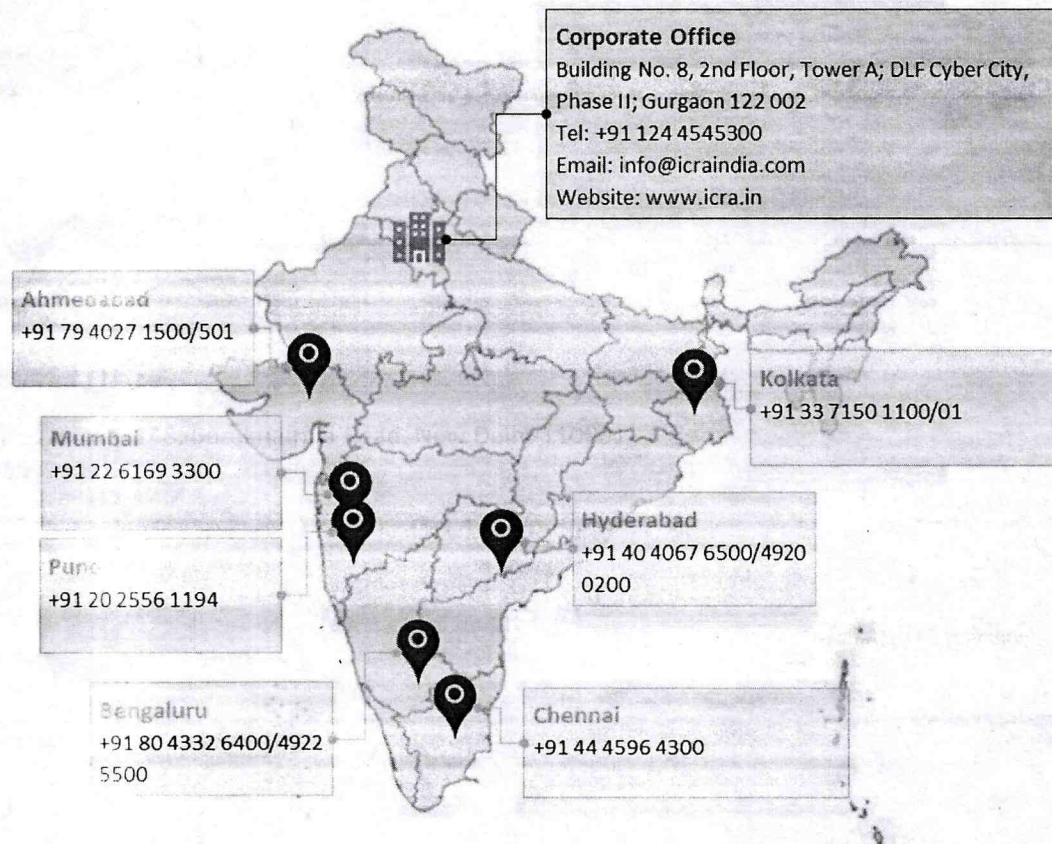 Corporate Office
Building No. 8, 2nd Floor, Tower A; DLF Cyber City,
Phase II; Gurgaon 122 002
Tel: +91 124 4545300
Email: info@icraindia.com
Website: www.icra.in
Ahmedabad
+91 79 4027 1500/501
Kolkata
+91 33 7150 1100/01
Mumbai
+91 22 6169 3300
Hyderabad
+91 40 4067 6500/4920
0200
Pune
+91 20 2556 1194
Bengaluru
+91 80 4332 6400/4922
5500
Chennai
+91 44 4596 4300